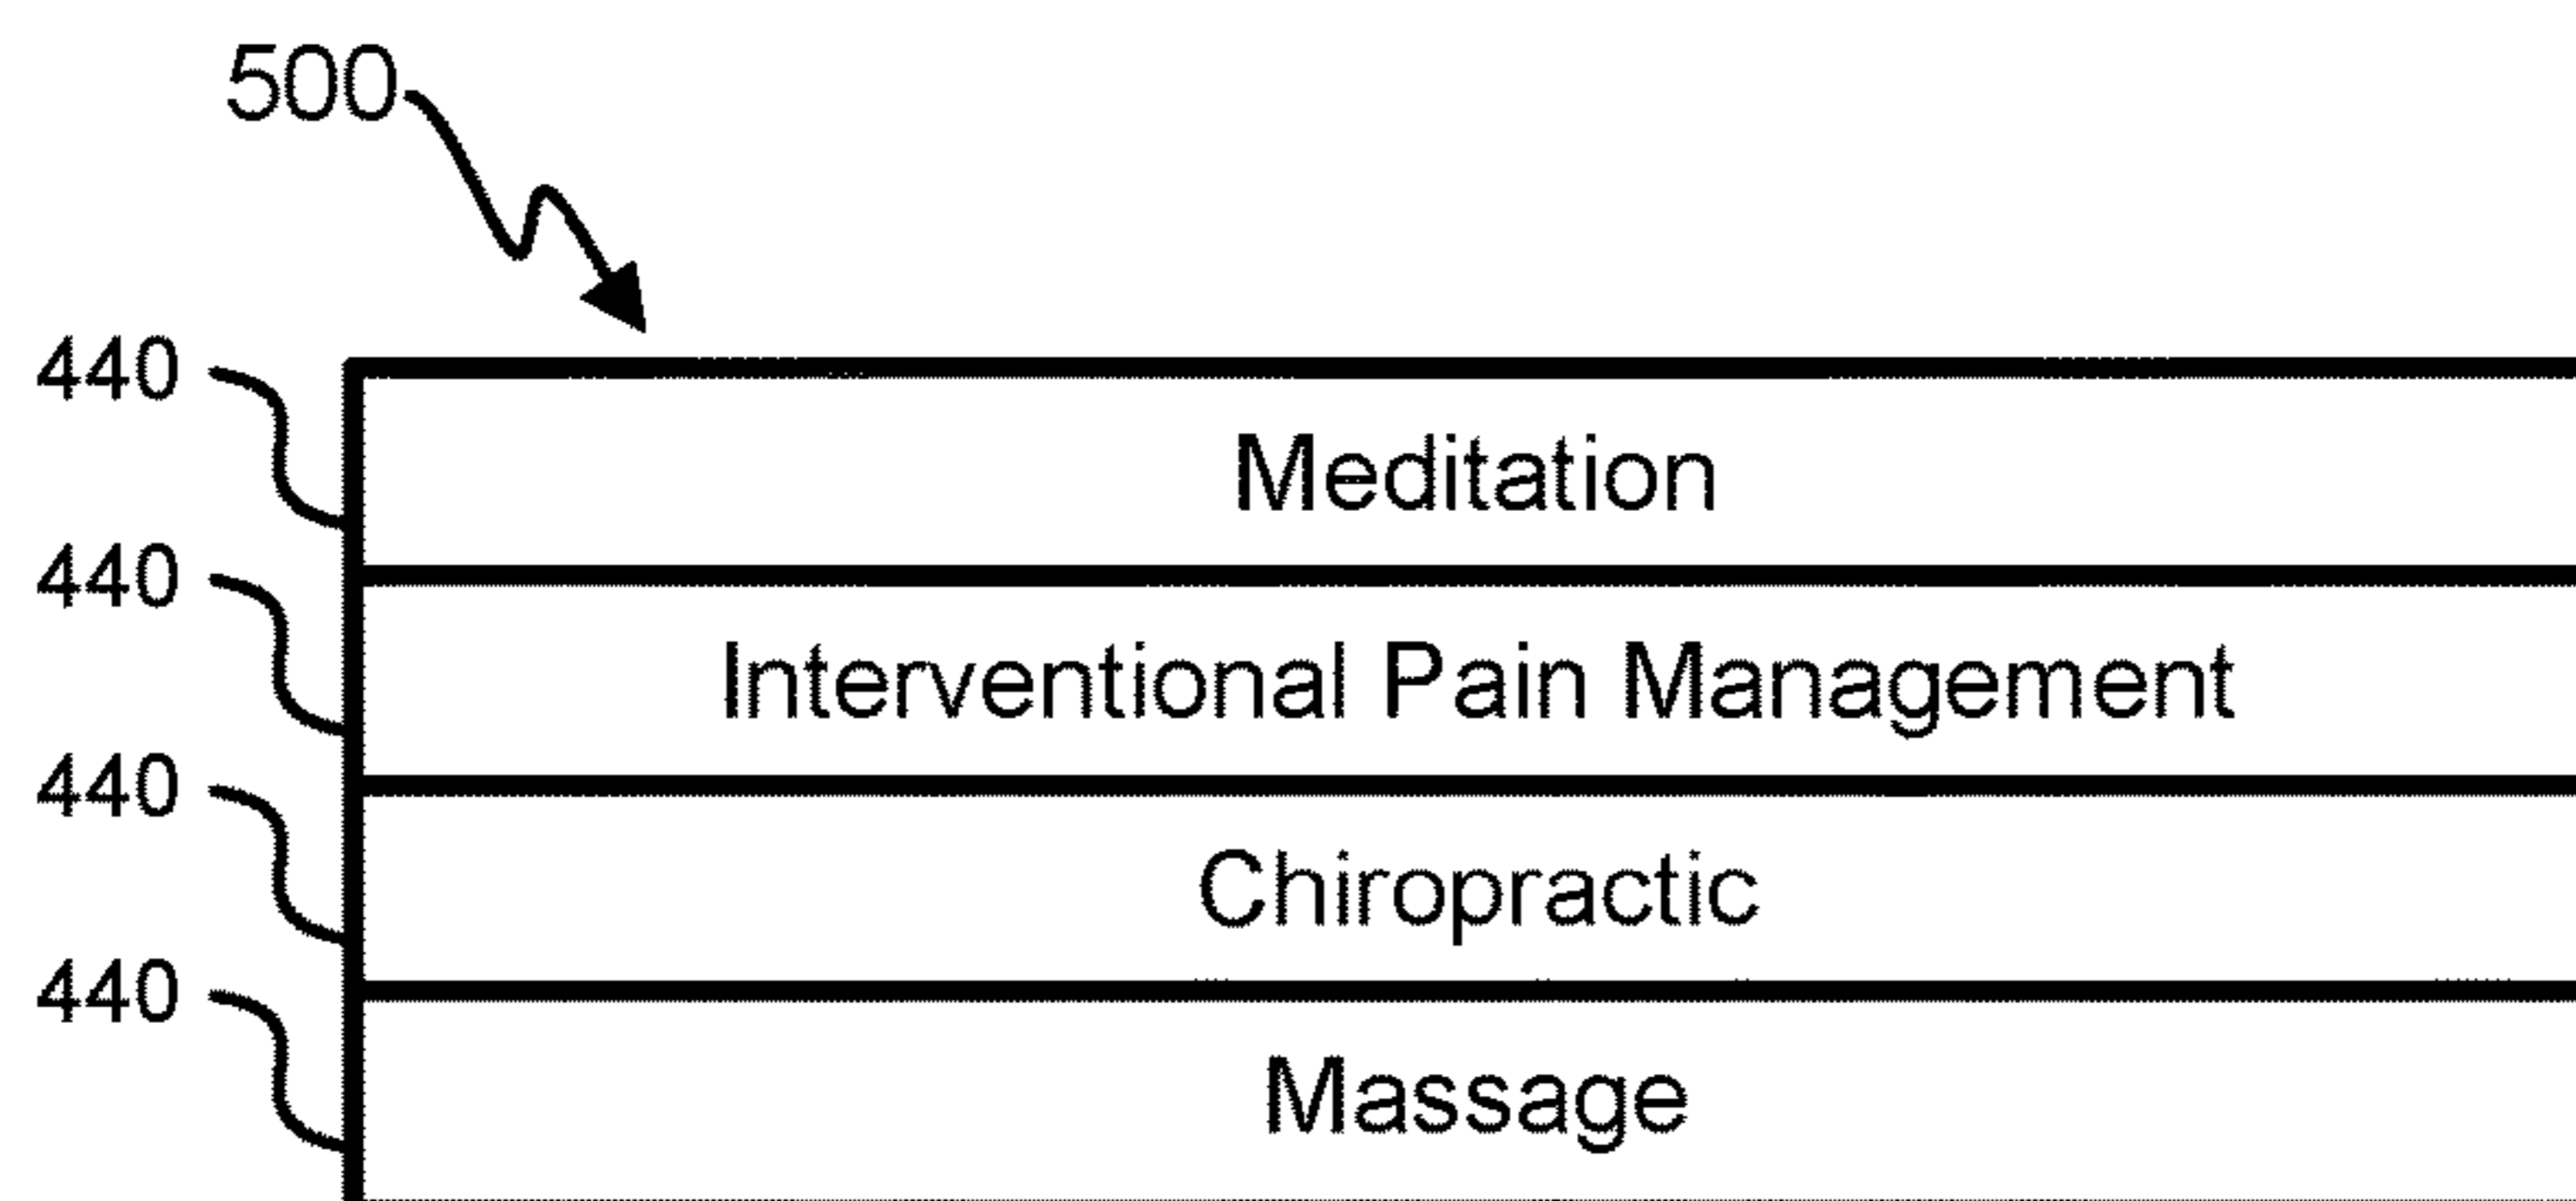 500
440
Meditation
440
Interventional Pain Management
440
Chiropractic
440
Massage